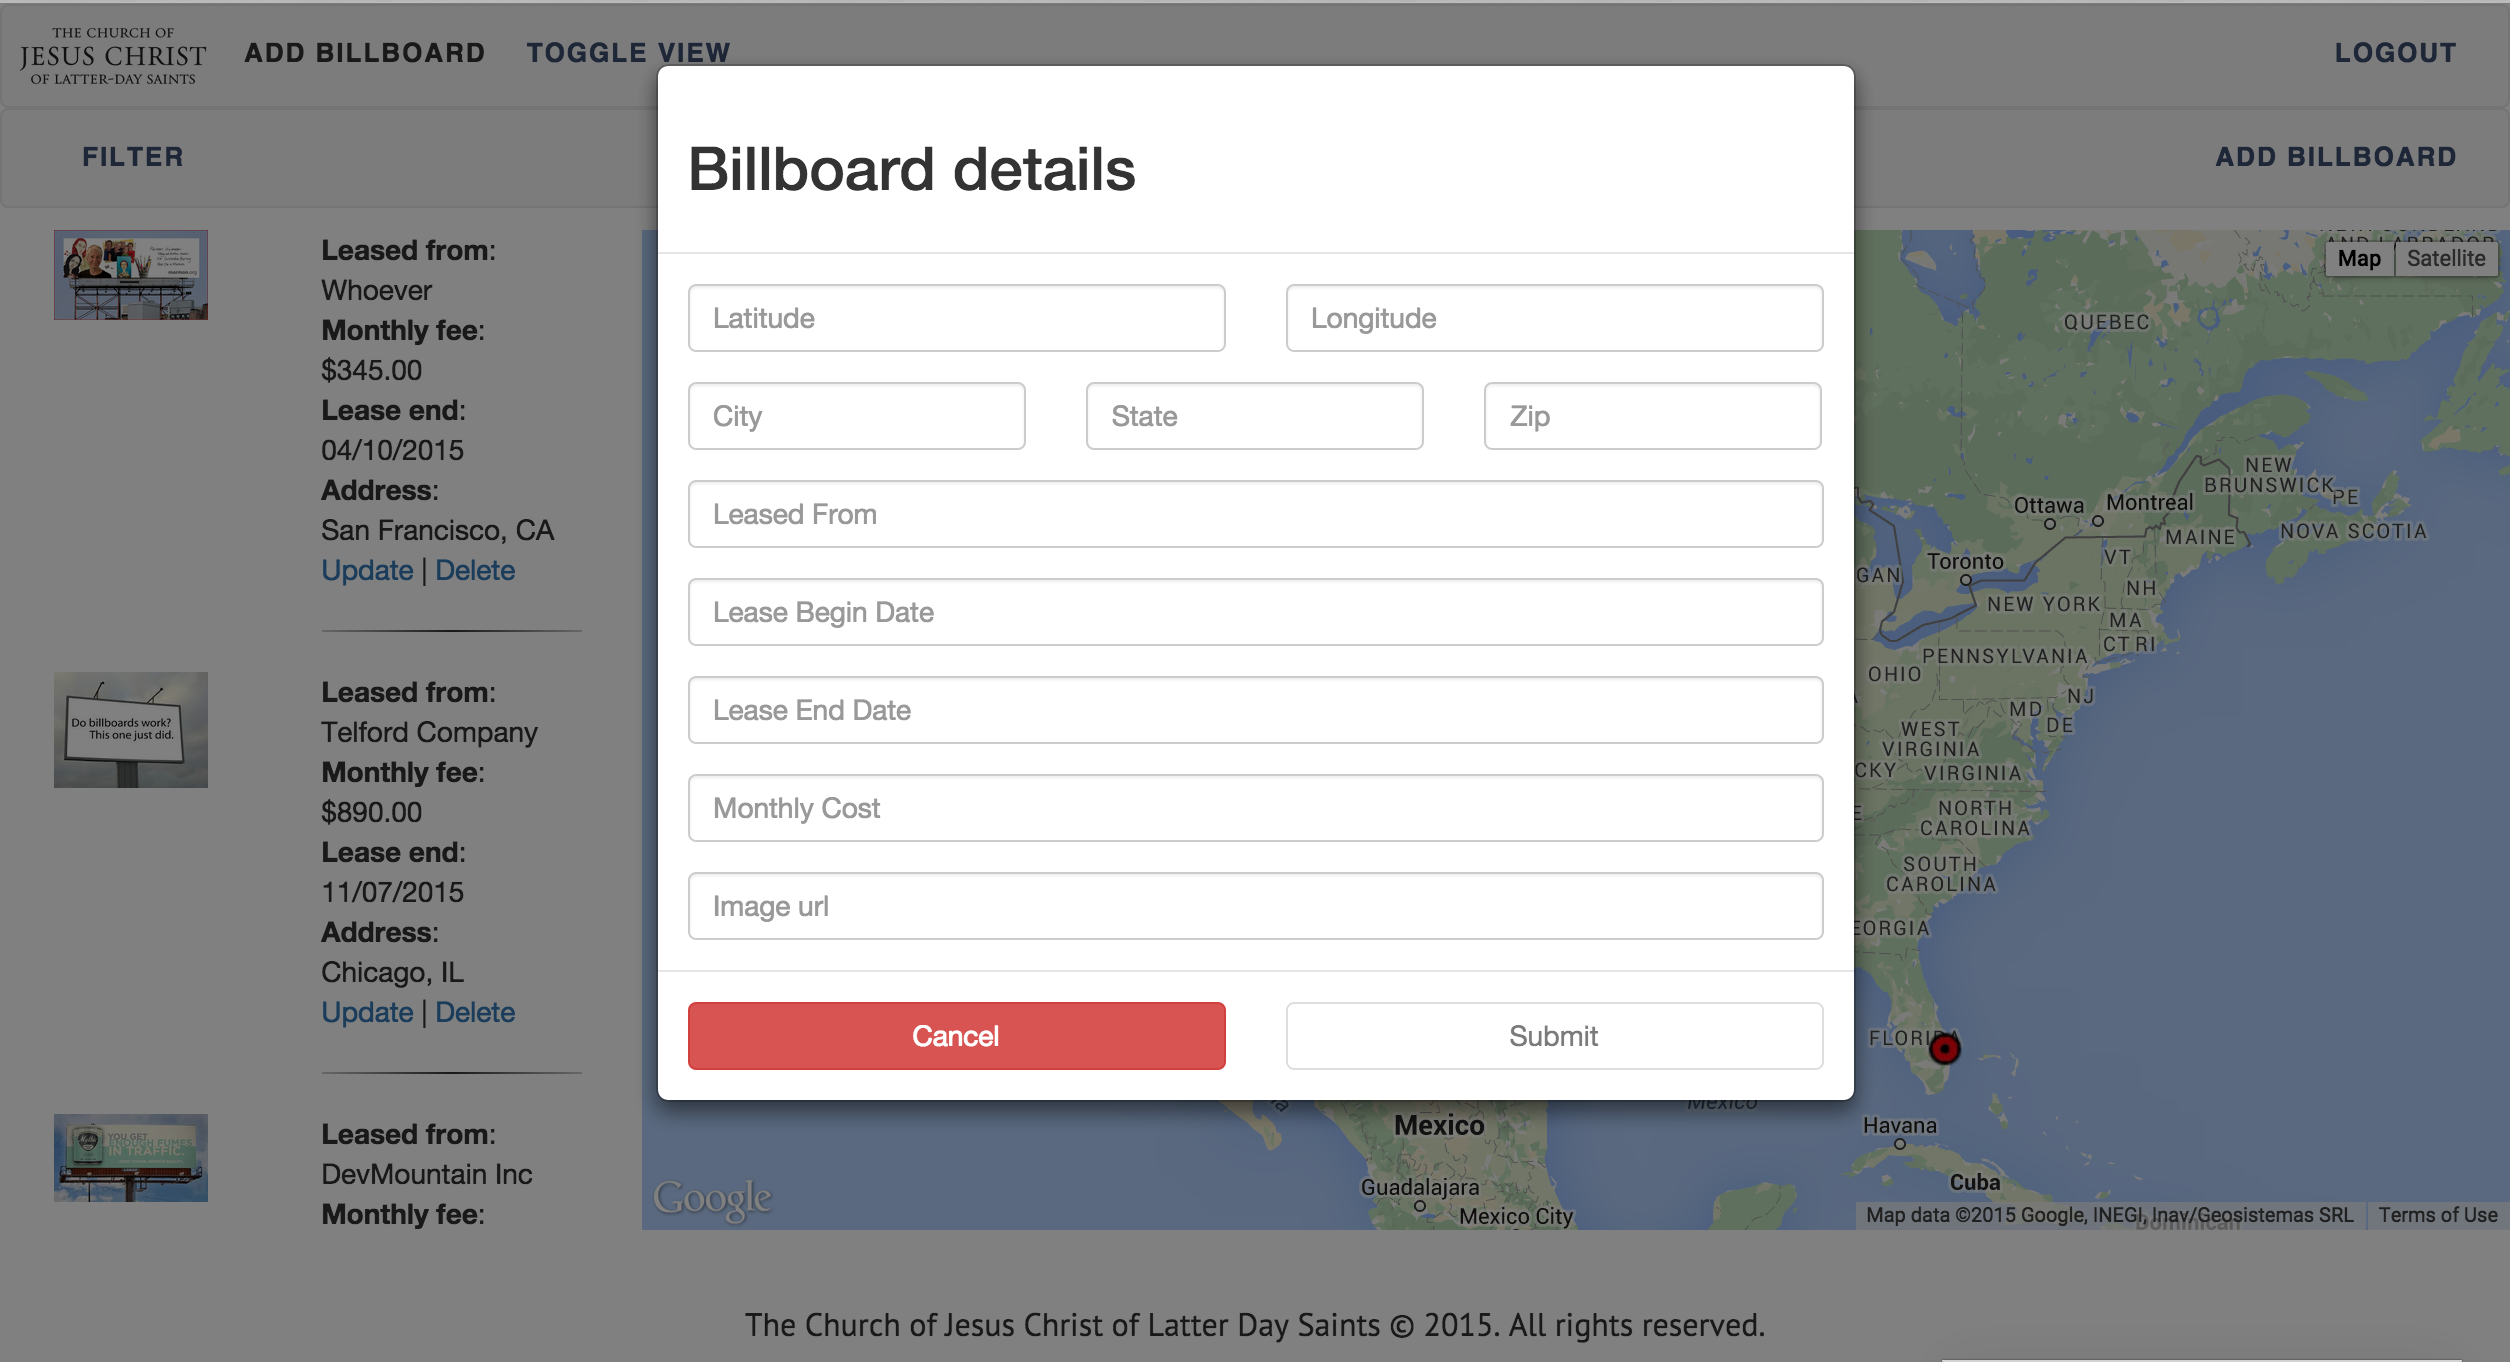 THE CHURCH OF
JESUS CHRIST
OF LATTER-DAY SAINTS
ADD BILLBOARD
TOGGLE VIEW
LOGOUT
FILTER
ADD BILLBOARD
Leased from:
Whoever
Monthly fee:
$345.00
Lease end:
04/10/2015
Address:
San Francisco, CA
Update | Delete
Do billboards work?
This one just did.
Leased from:
Telford Company
Monthly fee:
$890.00
Lease end:
11/07/2015
Address:
Chicago, IL
Update | Delete
YOU GET
ENOUGH FUMES
IN TRAFFIC.
Leased from:
DevMountain Inc
Monthly fee:
Billboard details
Latitude
Longitude
City
State
Zip
Leased From
Lease Begin Date
Lease End Date
Monthly Cost
Image url
Cancel
Submit
Map
Satellite
QUEBEC
NEW
BRUNSWICK
PE
Ottawa
Montreal
NOVA SCOTIA
MAINE
Toronto
VT
GAN
NH
NEW YORK
MA
CT RI
PENNSYLVANIA
OHIO
NJ
MD
DE
WEST
VIRGINIA
CKY
VIRGINIA
NORTH
CAROLINA
SOUTH
CAROLINA
EORGIA
FLORIDA
Mexico
Mexico
Havana
Cuba
Guadalajara
Mexico City
Dominican
Google
Map data ©2015 Google, INEGI, Inav/Geosistemas SRL
Terms of Use
The Church of Jesus Christ of Latter Day Saints © 2015. All rights reserved.